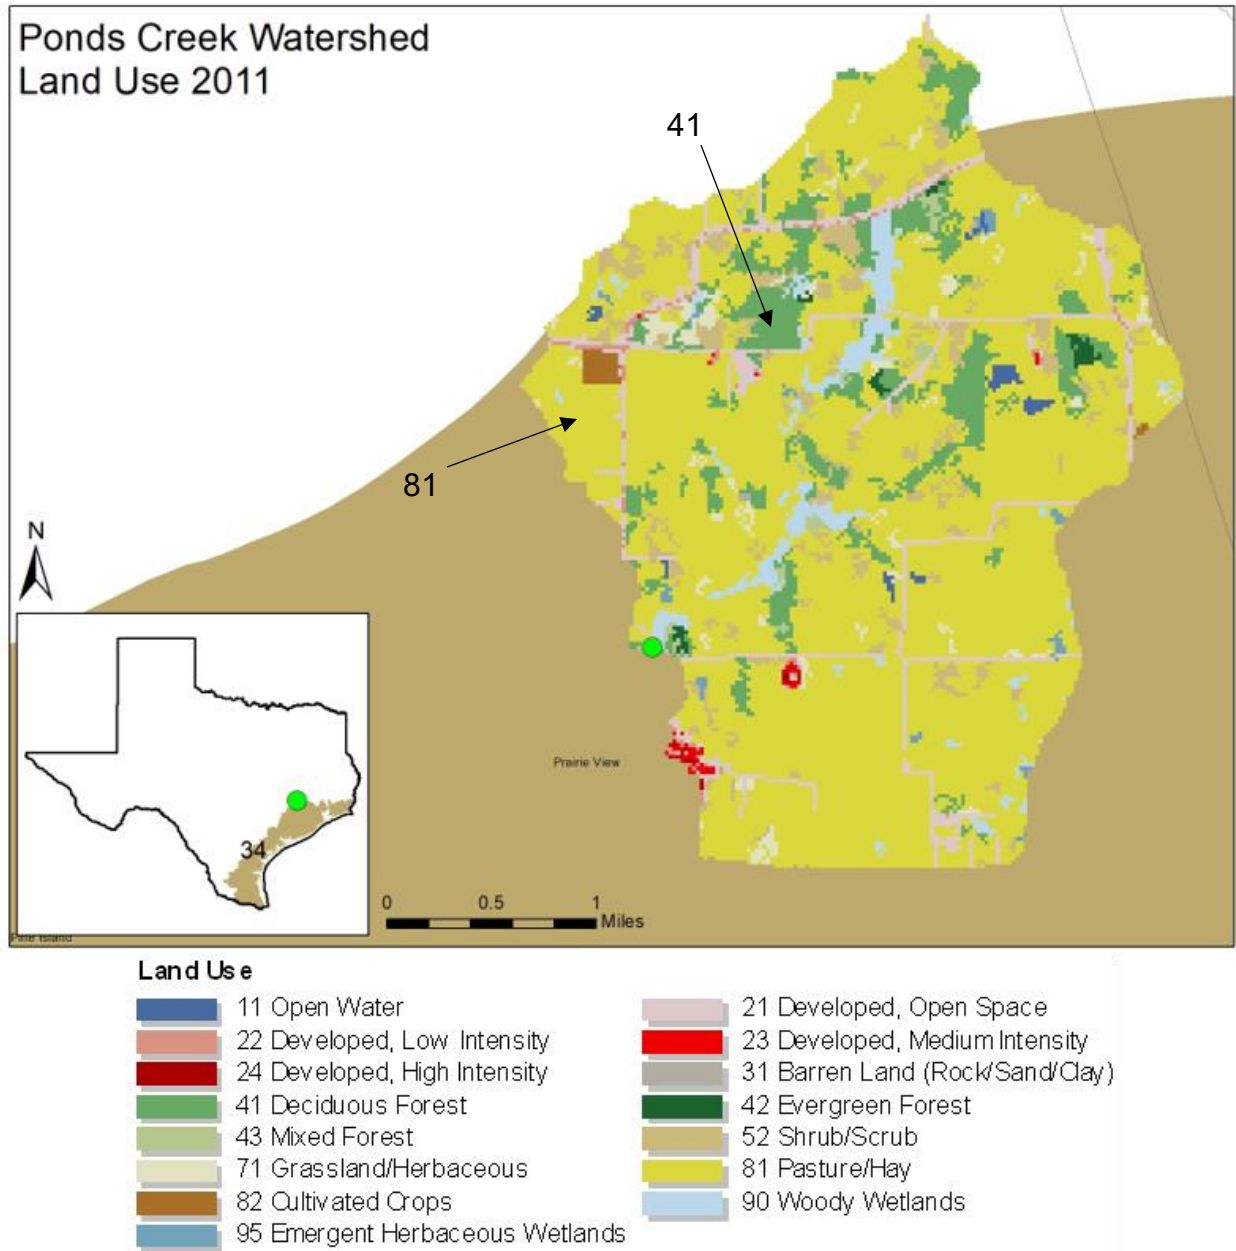 Ponds Creek Watershed
Land Use 2011
41
81
N
Prairie View
34
0 0.5 1
Miles
Pine Island
Land Use
11 Open Water
22 Developed, Low Intensity
24 Developed, High Intensity
41 Deciduous Forest
43 Mixed Forest
71 Grassland/Herbaceous
82 Cultivated Crops
95 Emergent Herbaceous Wetlands
21 Developed, Open Space
23 Developed, Medium Intensity
31 Barren Land (Rock/Sand/Clay)
42 Evergreen Forest
52 Shrub/Scrub
81 Pasture/Hay
90 Woody Wetlands